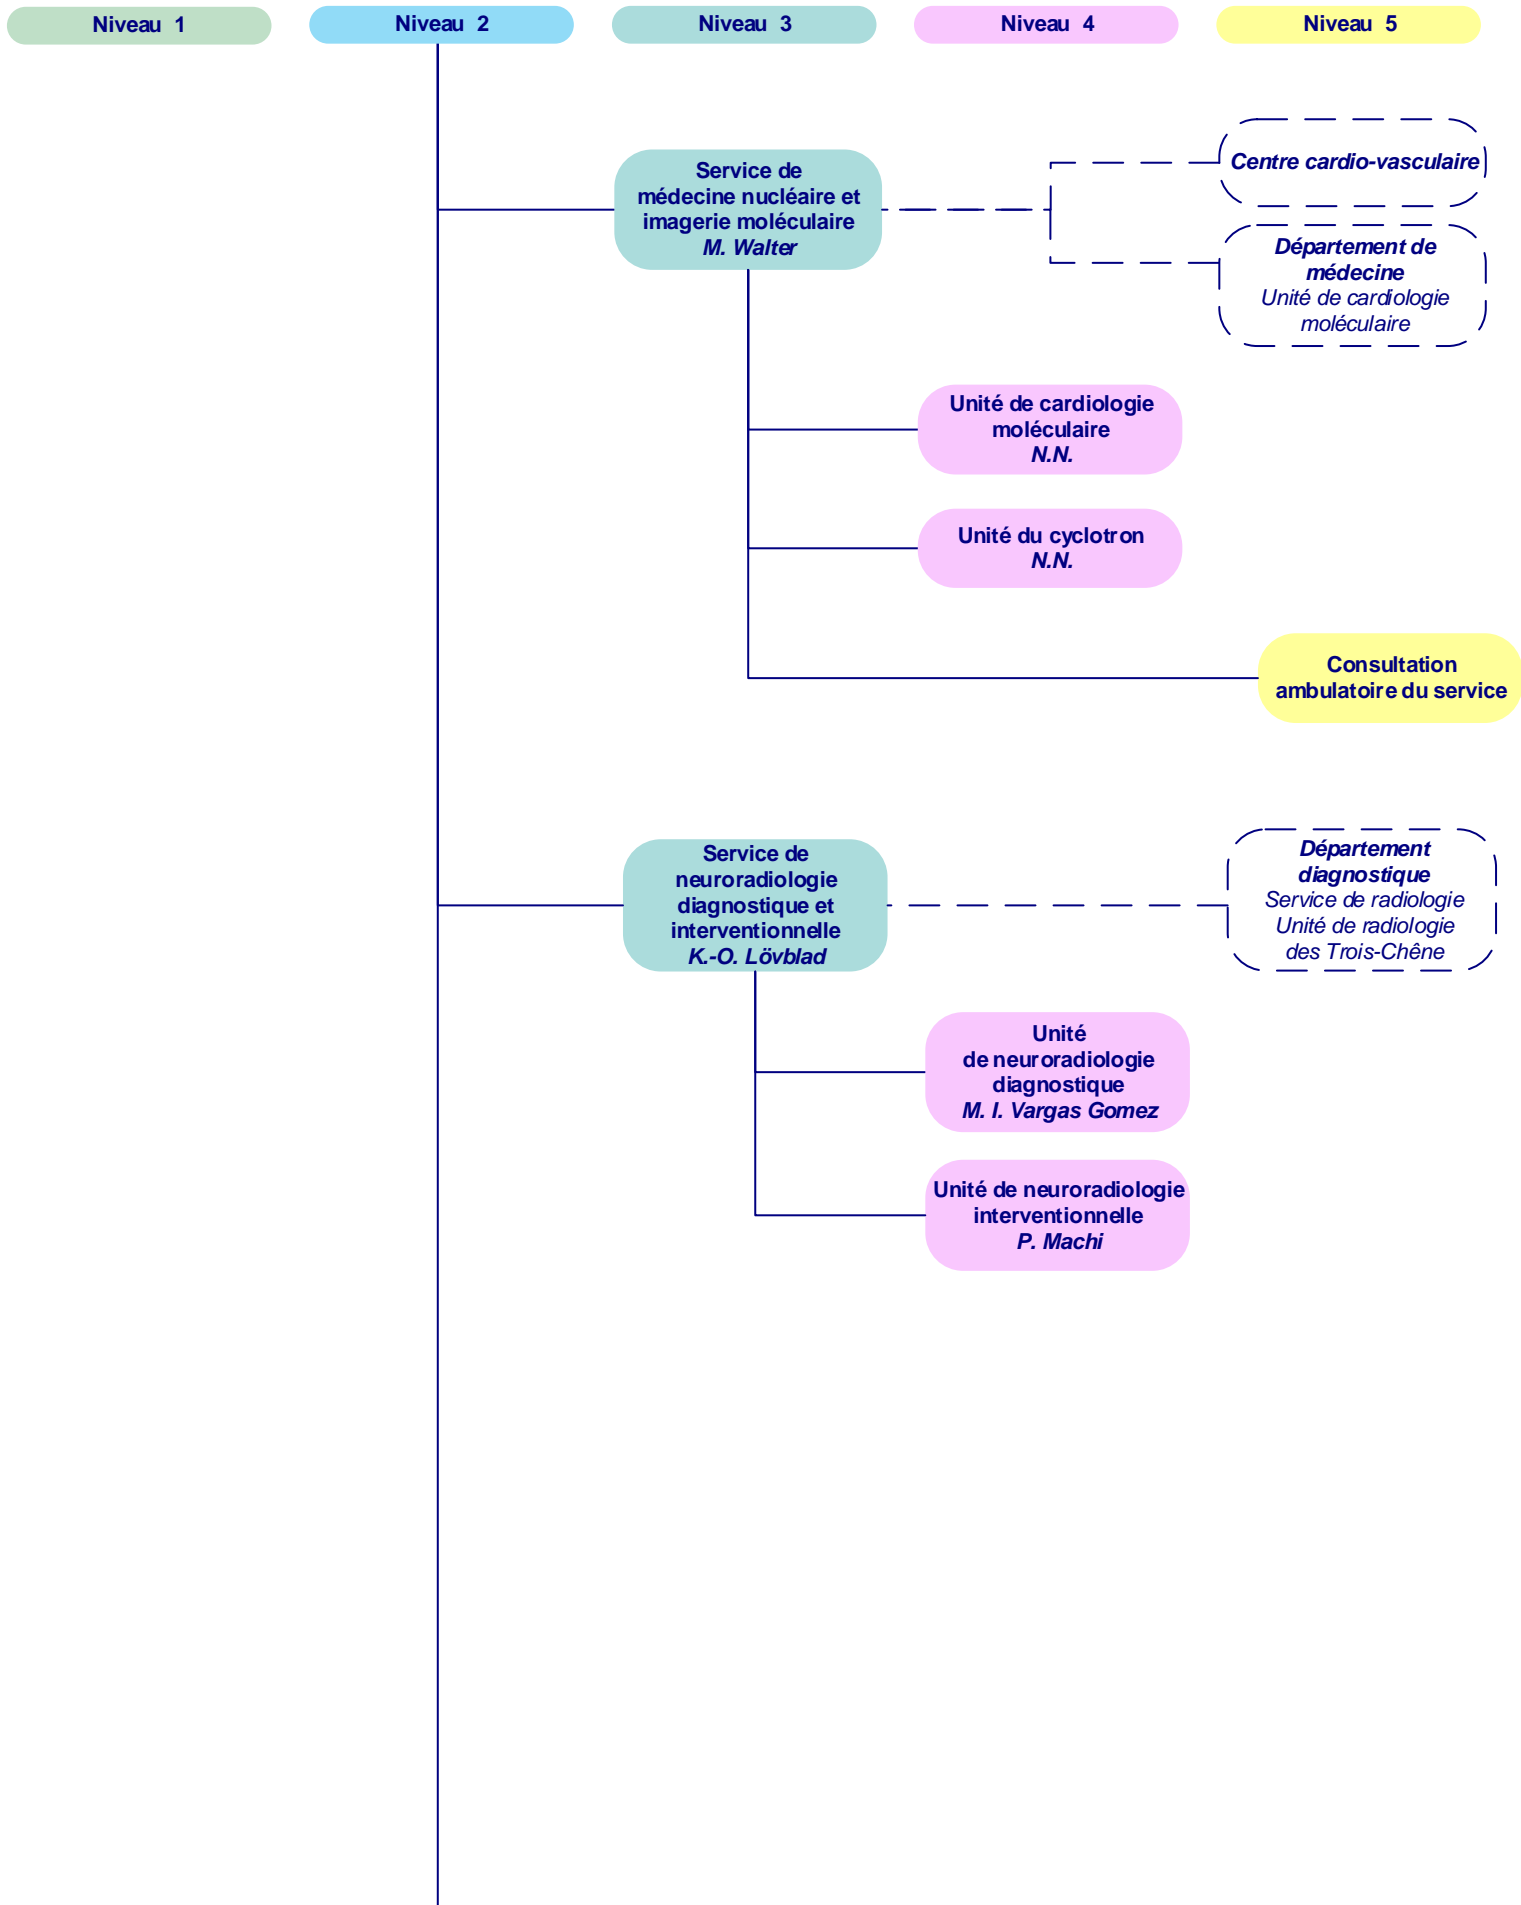 Niveau 1
Niveau 2
Niveau 3
Niveau 4
Niveau 5
Service de
médecine nucléaire et
imagerie moléculaire
M. Walter
Centre cardio-vasculaire
Département de
médecine
Unité de cardiologie
moléculaire
Unité de cardiologie
moléculaire
N.N.
Unité du cyclotron
N.N.
Consultation
ambulatoire du service
Service de
neuroradiologie
diagnostique et
interventionnelle
K.-O. Lövblad
Département
diagnostique
Service de radiologie
Unité de radiologie
des Trois-Chêne
Unité
de neuroradiologie
diagnostique
M. I. Vargas Gomez
Unité de neuroradiologie
interventionnelle
P. Machi